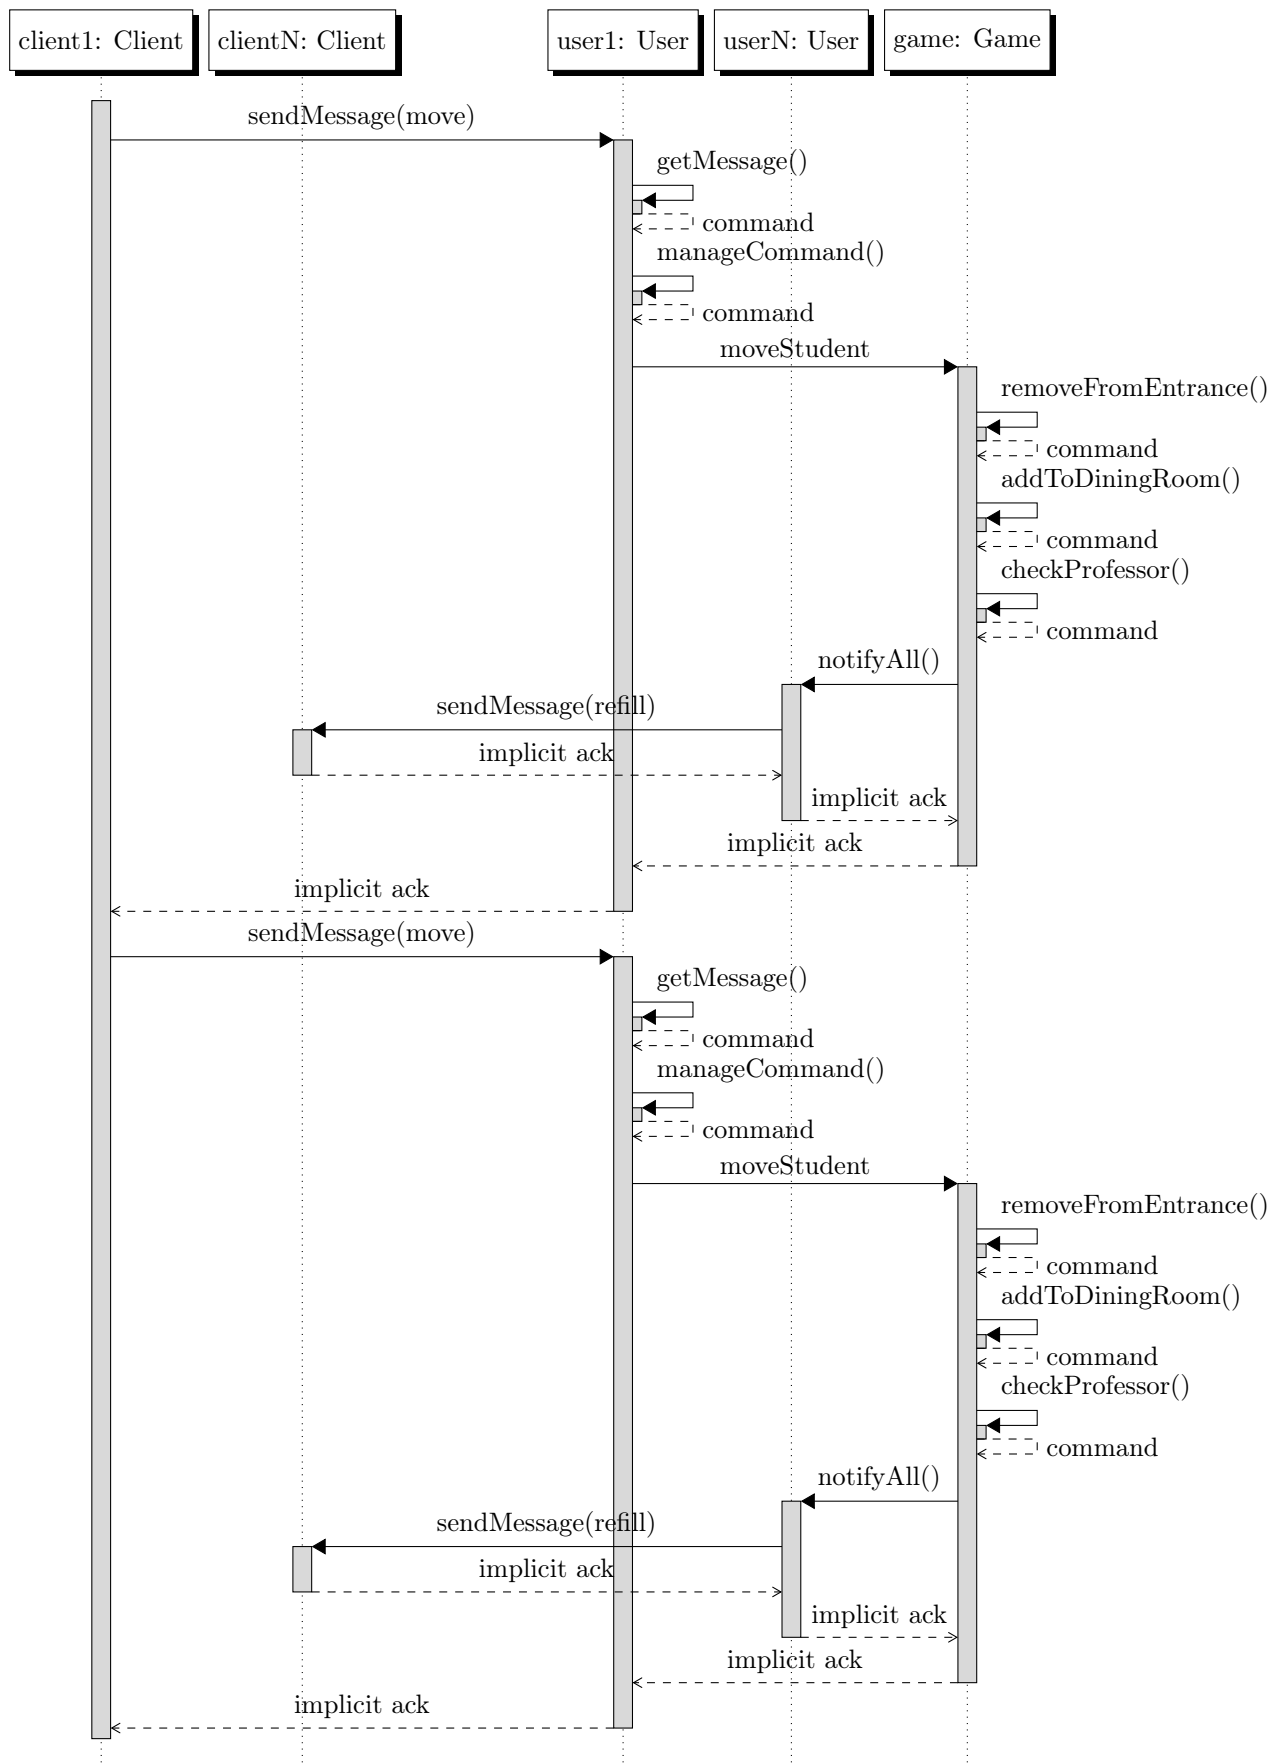 client1: Client
clientN: Client
user1: User
userN: User
game: Game
sendMessage(move)
getMessage()
command
manageCommand()
command
moveStudent
removeFromEntrance()
command
addToDiningRoom()
command
checkProfessor()
command
notifyAll()
sendMessage(refill)
implicit ack
implicit ack
implicit ack
implicit ack
sendMessage(move)
getMessage()
command
manageCommand()
command
moveStudent
removeFromEntrance()
command
addToDiningRoom()
command
checkProfessor()
command
notifyAll()
sendMessage(refill)
implicit ack
implicit ack
implicit ack
implicit ack